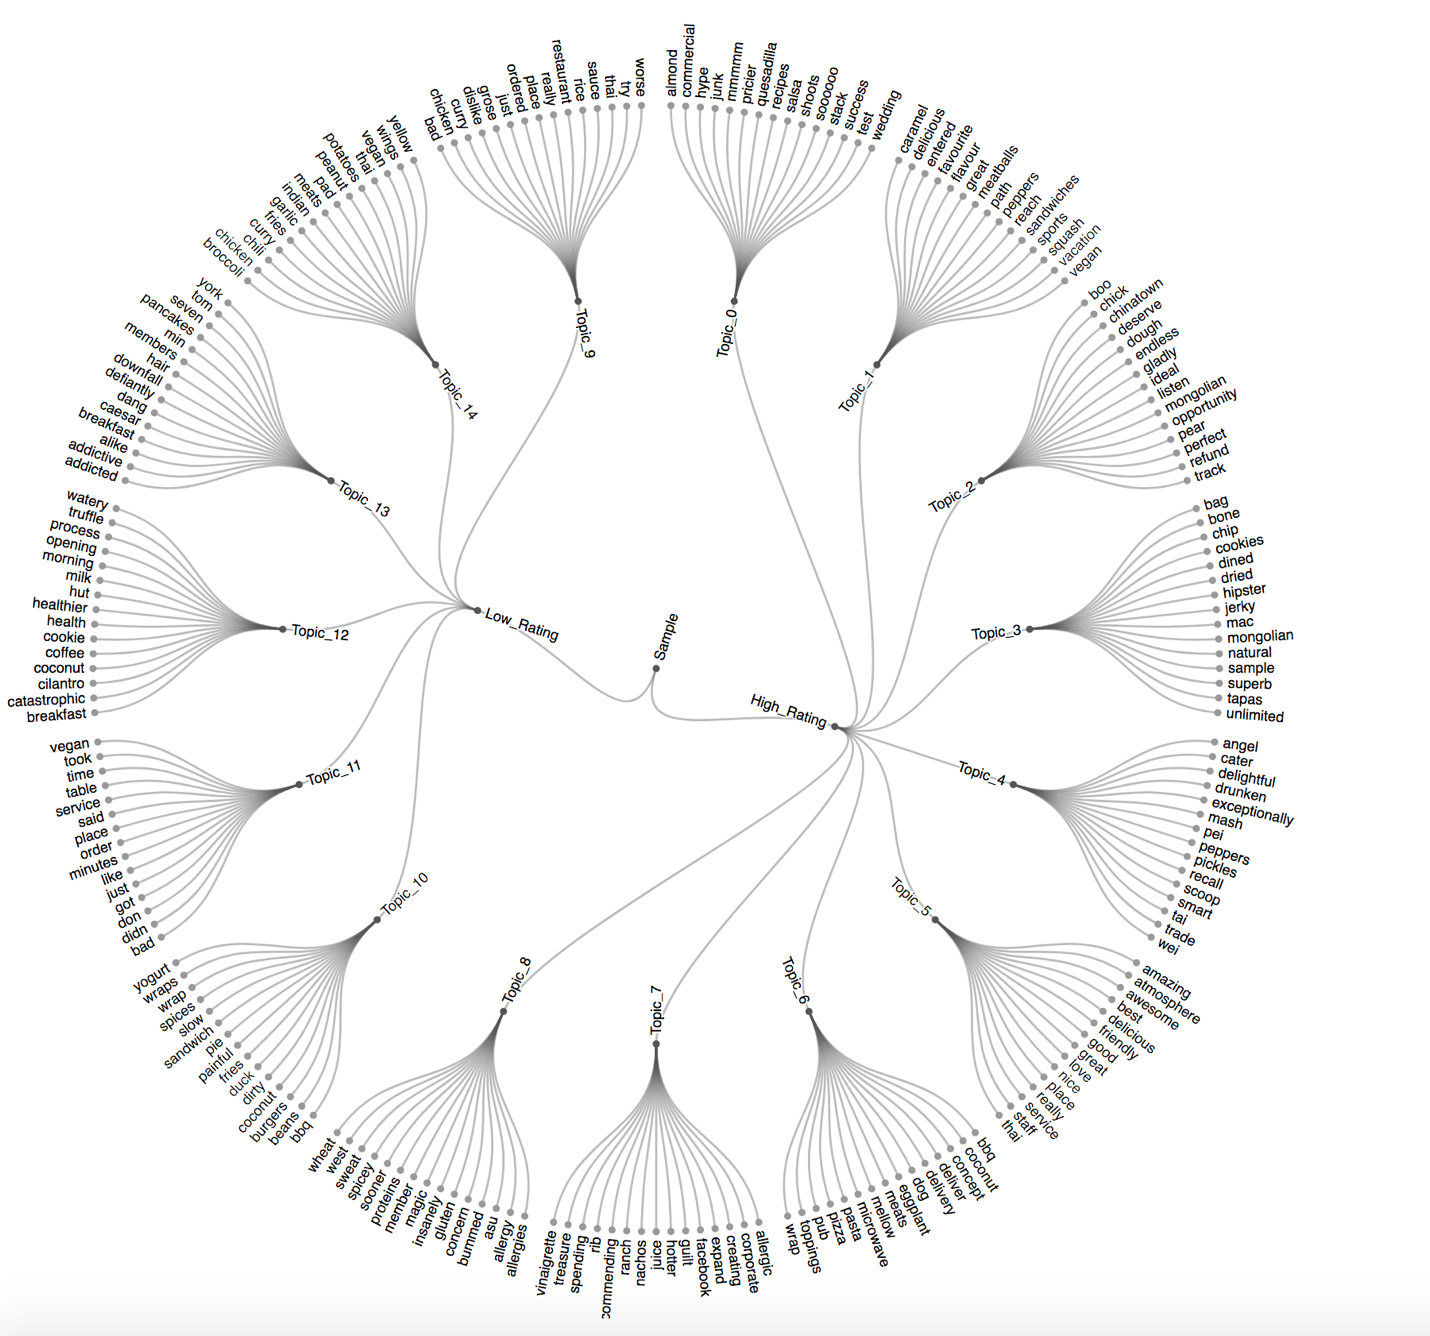 Sample
High_Rating
Topic_0
almond
commercial
hype
junk
mmmmm
pricier
quesadilla
recipes
salsa
shoots
soooooo
stack
success
test
wedding
Topic_1
caramel
delicious
entered
favourite
flavour
great
meatballs
path
peppers
reach
sandwiches
sports
squash
vacation
vegan
Topic_2
boo
chick
chinatown
deserve
dough
endless
gladly
ideal
listen
mongolian
opportunity
pear
perfect
refund
track
Topic_3
bag
bone
chip
cookies
dined
dried
hipster
jerky
mac
mongolian
natural
sample
superb
tapas
unlimited
Topic_4
angel
cater
delightful
drunken
exceptionally
mash
pei
peppers
pickles
recall
scoop
smart
tai
trade
wei
Topic_5
amazing
atmosphere
awesome
best
delicious
friendly
good
great
love
nice
place
really
service
staff
thai
Topic_6
bbq
coconut
concept
deliver
delivery
dog
eggplant
meats
mellow
microwave
pasta
pizza
pub
toppings
wrap
Topic_7
allergic
corporate
creating
expand
facebook
guilt
hotter
juice
nachos
ranch
commending
rib
spending
treasure
vinaigrette
Topic_8
allergies
allergy
asu
bummed
concern
gluten
insanely
magic
member
proteins
sooner
spicey
sweat
west
wheat
Low_Rating
Topic_10
bbq
beans
burgers
coconut
dirty
duck
fries
painful
pie
sandwich
slow
spices
wrap
wraps
yogurt
Topic_11
bad
didn
don
got
just
like
minutes
order
place
said
service
table
time
took
vegan
Topic_12
breakfast
catastrophic
cilantro
coconut
coffee
cookie
health
healthier
hut
milk
morning
opening
process
truffle
watery
Topic_13
addicted
addictive
alike
breakfast
caesar
dang
defiantly
downfall
hair
members
min
pancakes
seven
tom
york
Topic_14
broccoli
chicken
chili
curry
fries
garlic
indian
meats
pad
peanut
potatoes
thai
vegan
wings
yellow
Topic_9
bad
chicken
curry
dislike
grose
just
ordered
place
really
restaurant
rice
sauce
thai
try
worse